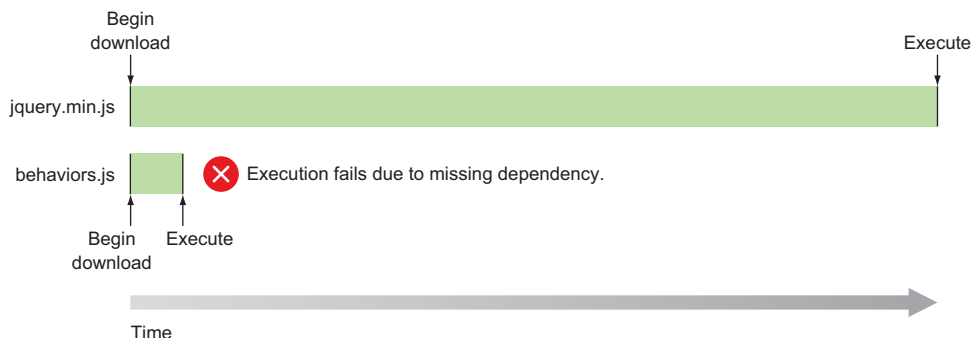 Begin
download
Execute
jquery.min.js
behaviors.js
Execution fails due to missing dependency.
Begin
download
Execute
Time